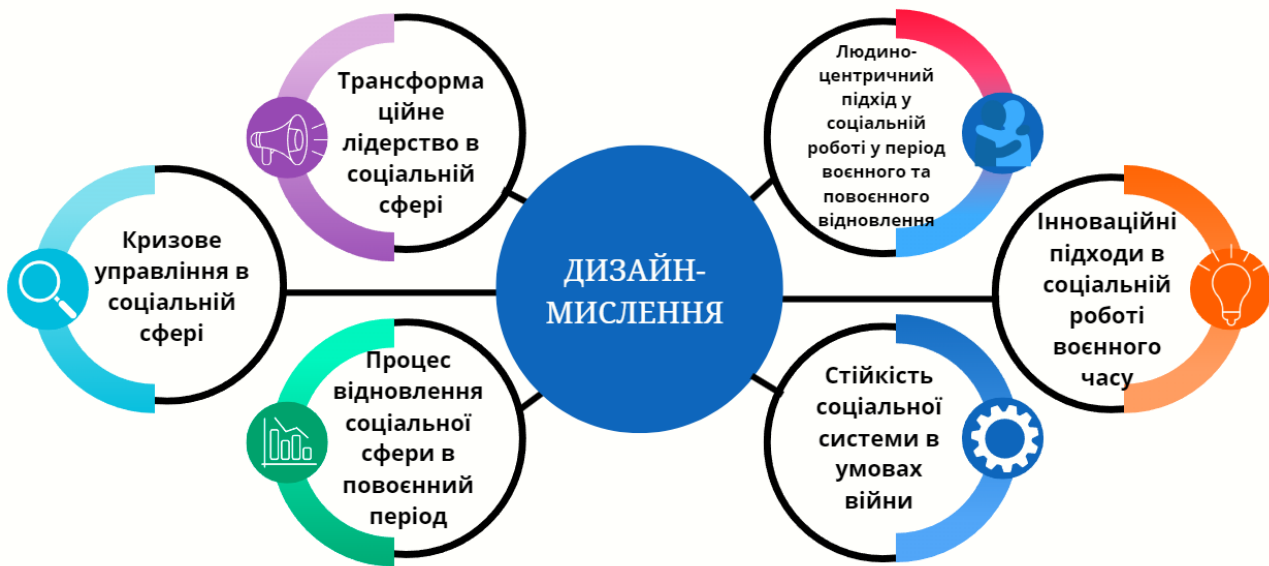 Трансформа
ційне
лідерство в
соціальній
сфері
Людино-
центричний
підхід у
соціальній
роботі у період
воєнного та
повоєнного
відновлення
Кризове
управління в
соціальній
сфері
ДИЗАЙН-
МИСЛЕННЯ
Інноваційні
підходи в
соціальній
роботі
воєнного
часу
Процес
відновлення
соціальної
сфери в
повоєнний
період
Стійкість
соціальної
системи в
умовах
війни